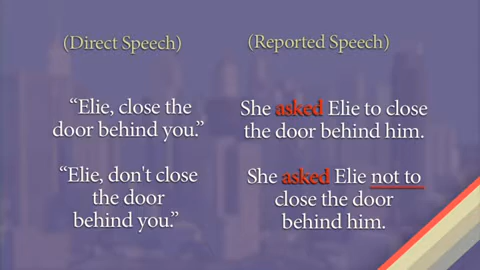 (Direct Speech)
(Reported Speech)
“Elie, close the
door behind you.”
She asked Elie to close
the door behind him.
“Elie, don't close
the door
behind you.”
She asked Elie not to
close the door
behind him.